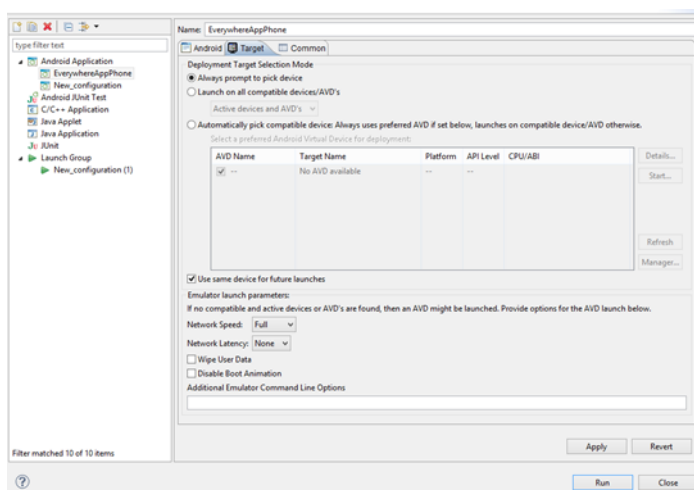 Name: EverywhereAppPhone
type filter text
Android Application
EverywhereAppPhone
New_configuration
Android JUnit Test
C/C++ Application
Java Applet
Java Application
JUnit
Launch Group
New_configuration (1)
Filter matched 10 of 10 items
Android Target Common
Deployment Target Selection Mode
Always prompt to pick device
Launch on all compatible devices/AVD's
Active devices and AVD's
Automatically pick compatible device: Always uses preferred AVD if set below, launches on compatible device/AVD otherwise.
Select a preferred Android Virtual Device for deployment:
AVD Name Target Name Platform API Level CPU/ABI
-- No AVD available -- --
Details...
Start...
Refresh
Manager...
Use same device for future launches
Emulator launch parameters:
If no compatible and active devices or AVD's are found, then an AVD might be launched. Provide options for the AVD launch below.
Network Speed: Full
Network Latency: None
Wipe User Data
Disable Boot Animation
Additional Emulator Command Line Options
Apply Revert
Run Close